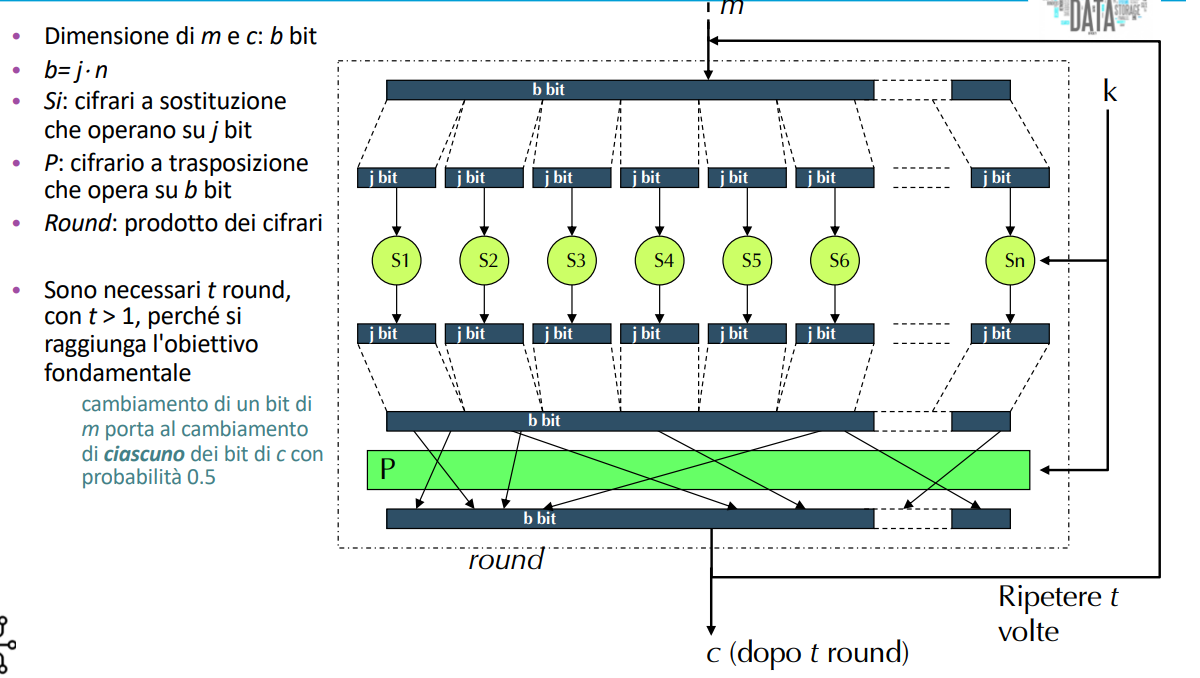 m
DATA
STORAGE
• Dimensione di m e c: b bit
• b= j· n
• Si: cifrari a sostituzione
che operano su j bit
• P: cifrario a trasposizione
che opera su b bit
• Round: prodotto dei cifrari
• Sono necessari t round,
con t > 1, perché si
raggiunga l'obiettivo
fondamentale
cambiamento di un bit di
m porta al cambiamento
di ciascuno dei bit di c con
probabilità 0.5
b bit
k
j bit j bit j bit j bit j bit j bit j bit
S1 S2 S3 S4 S5 S6 Sn
j bit j bit j bit j bit j bit j bit j bit
b bit
P
b bit
round
Ripetere t
volte
c (dopo t round)